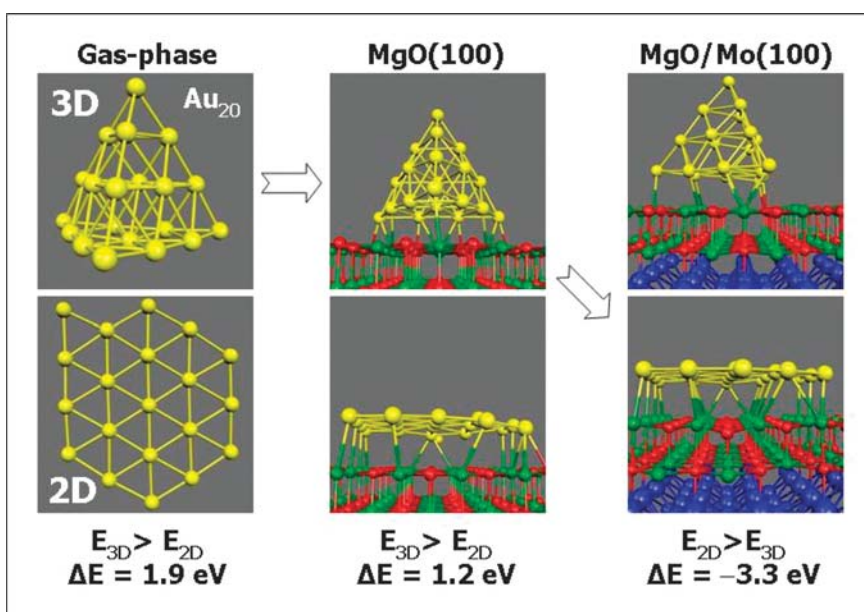 Gas-phase
MgO(100)
MgO/Mo(100)
3D
Au₂₀
2D
E₃D > E₂D
ΔE = 1.9 eV
E₃D > E₂D
ΔE = 1.2 eV
E₂D > E₃D
ΔE = −3.3 eV